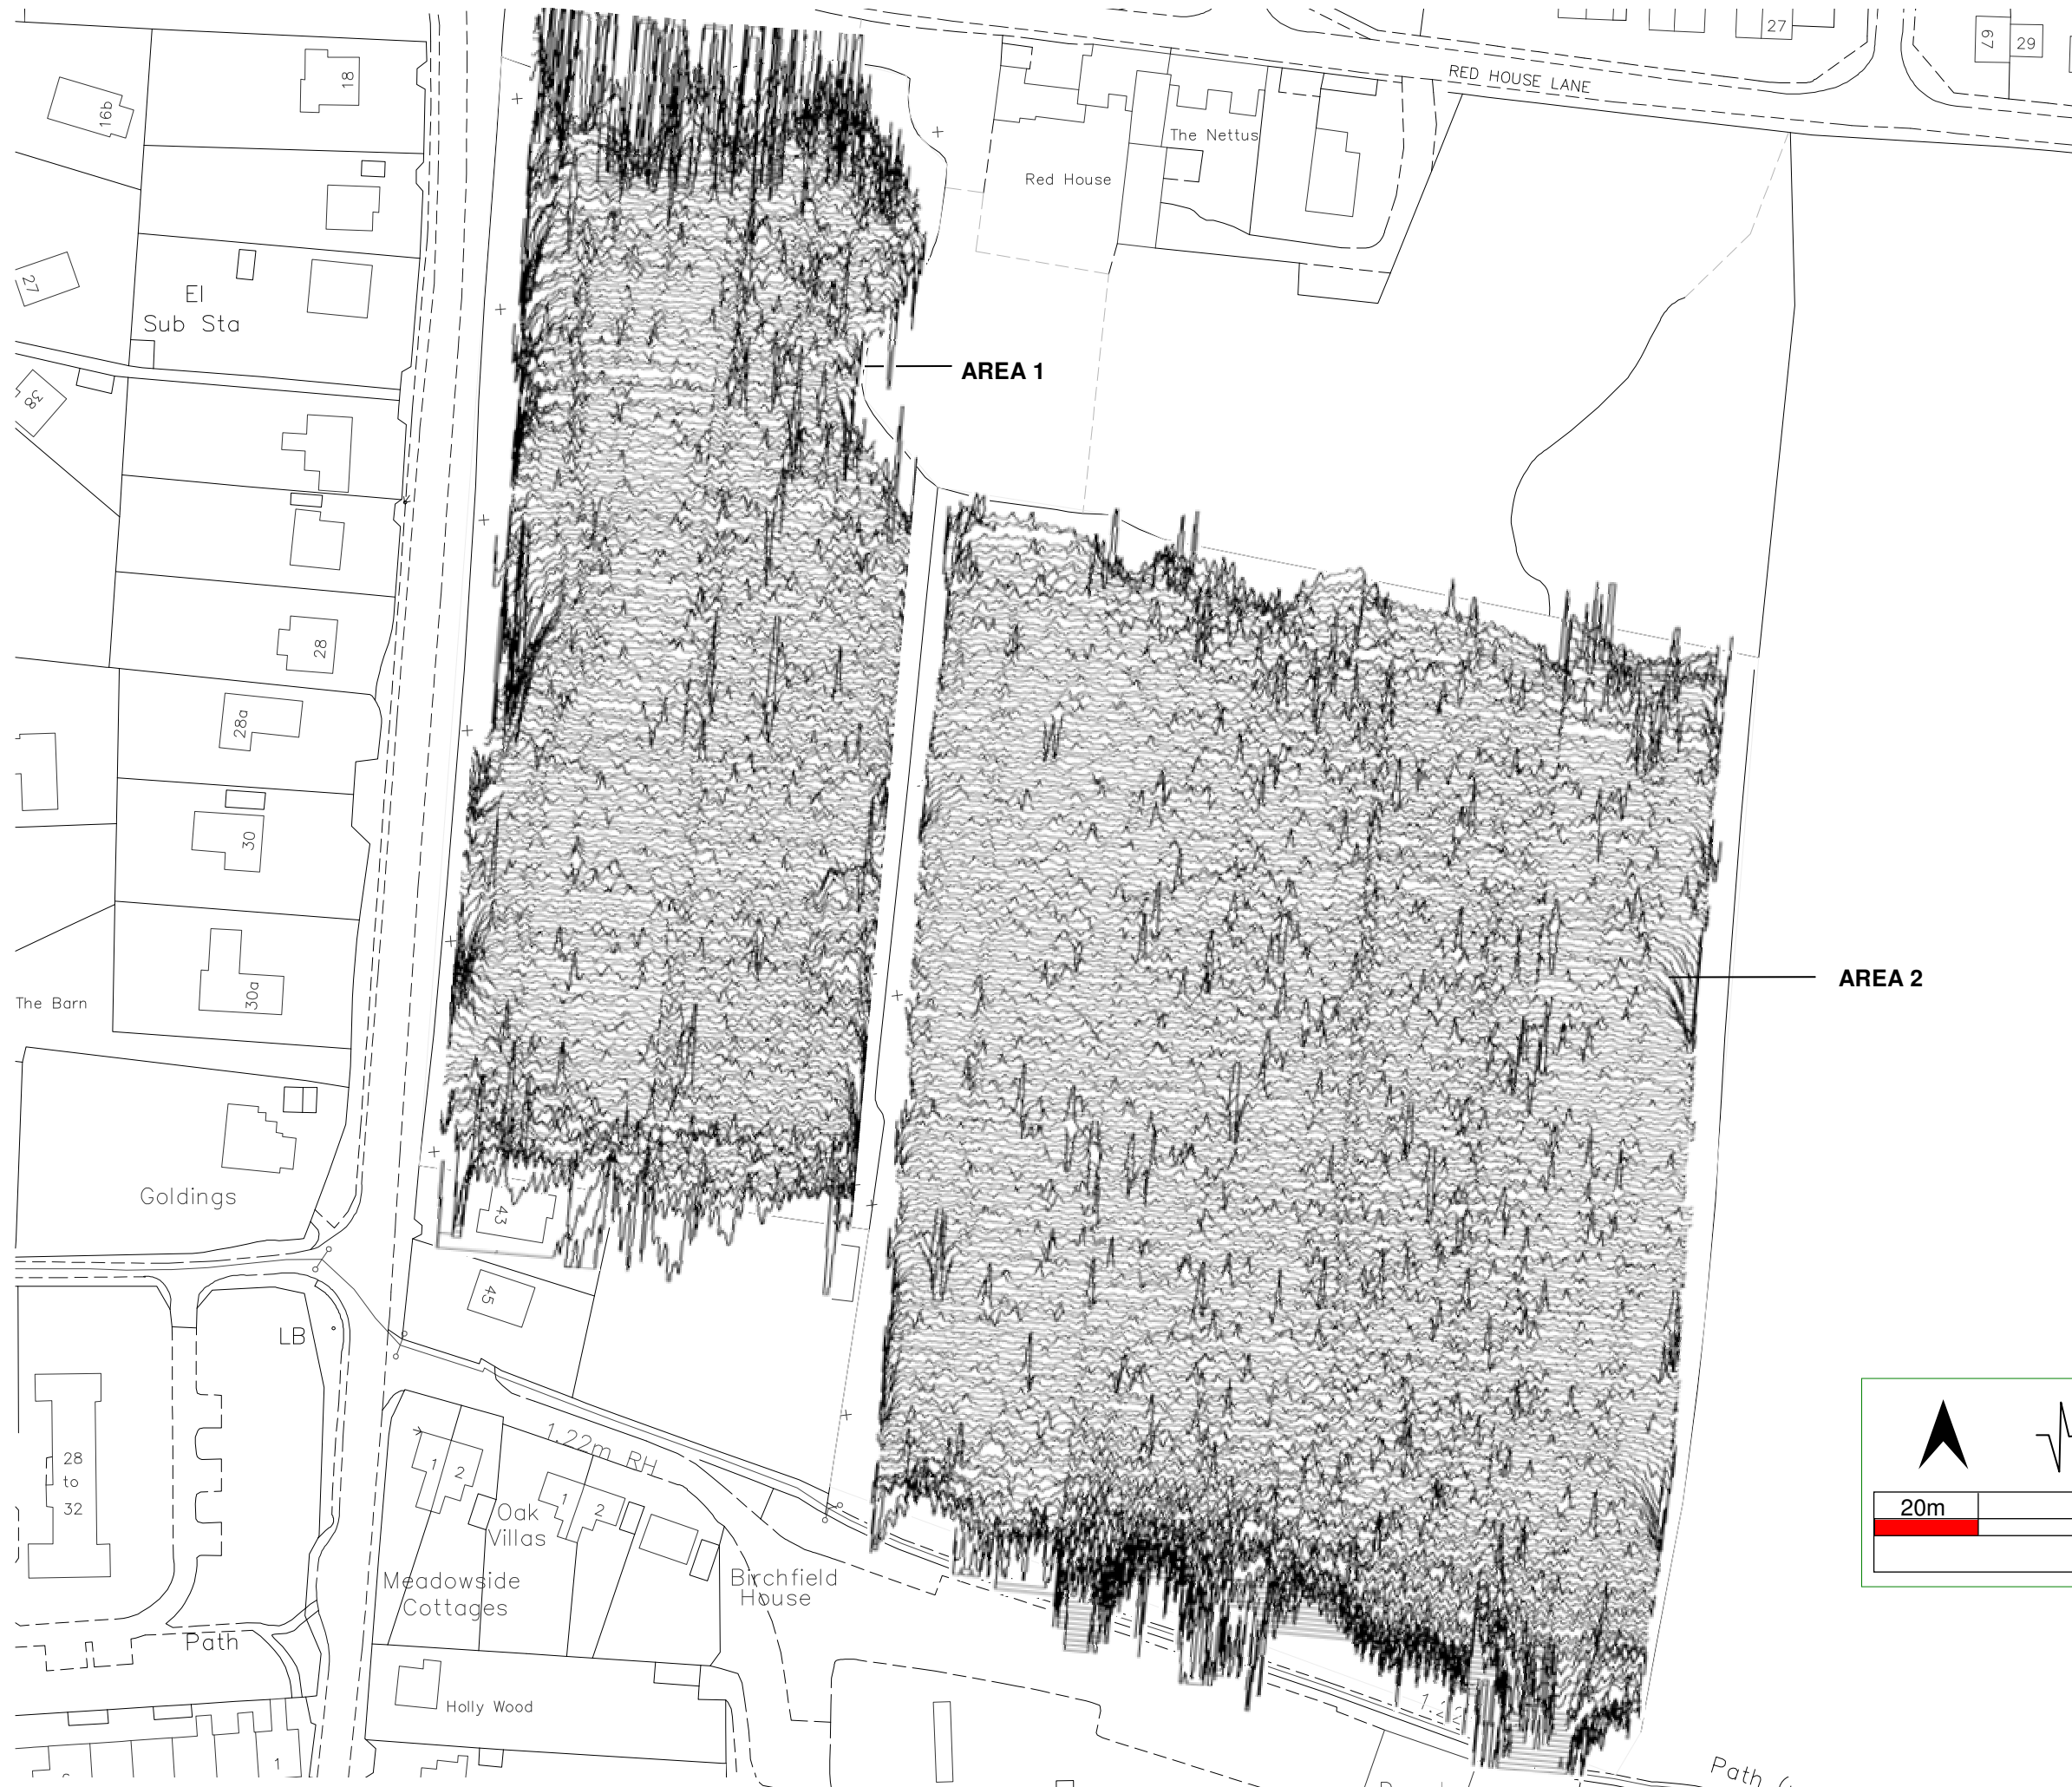 27
67
29
RED HOUSE LANE
18
16b
The Nettus
Red House
27
El
Sub Sta
AREA 1
38
28
28a
30
AREA 2
30a
The Barn
Goldings
43
45
LB
28
to
32
1.22m RH
1
2
1
2
Oak
Villas
20m
Meadowside
Cottages
Birchfield
House
Path
Holly Wood
1
Path